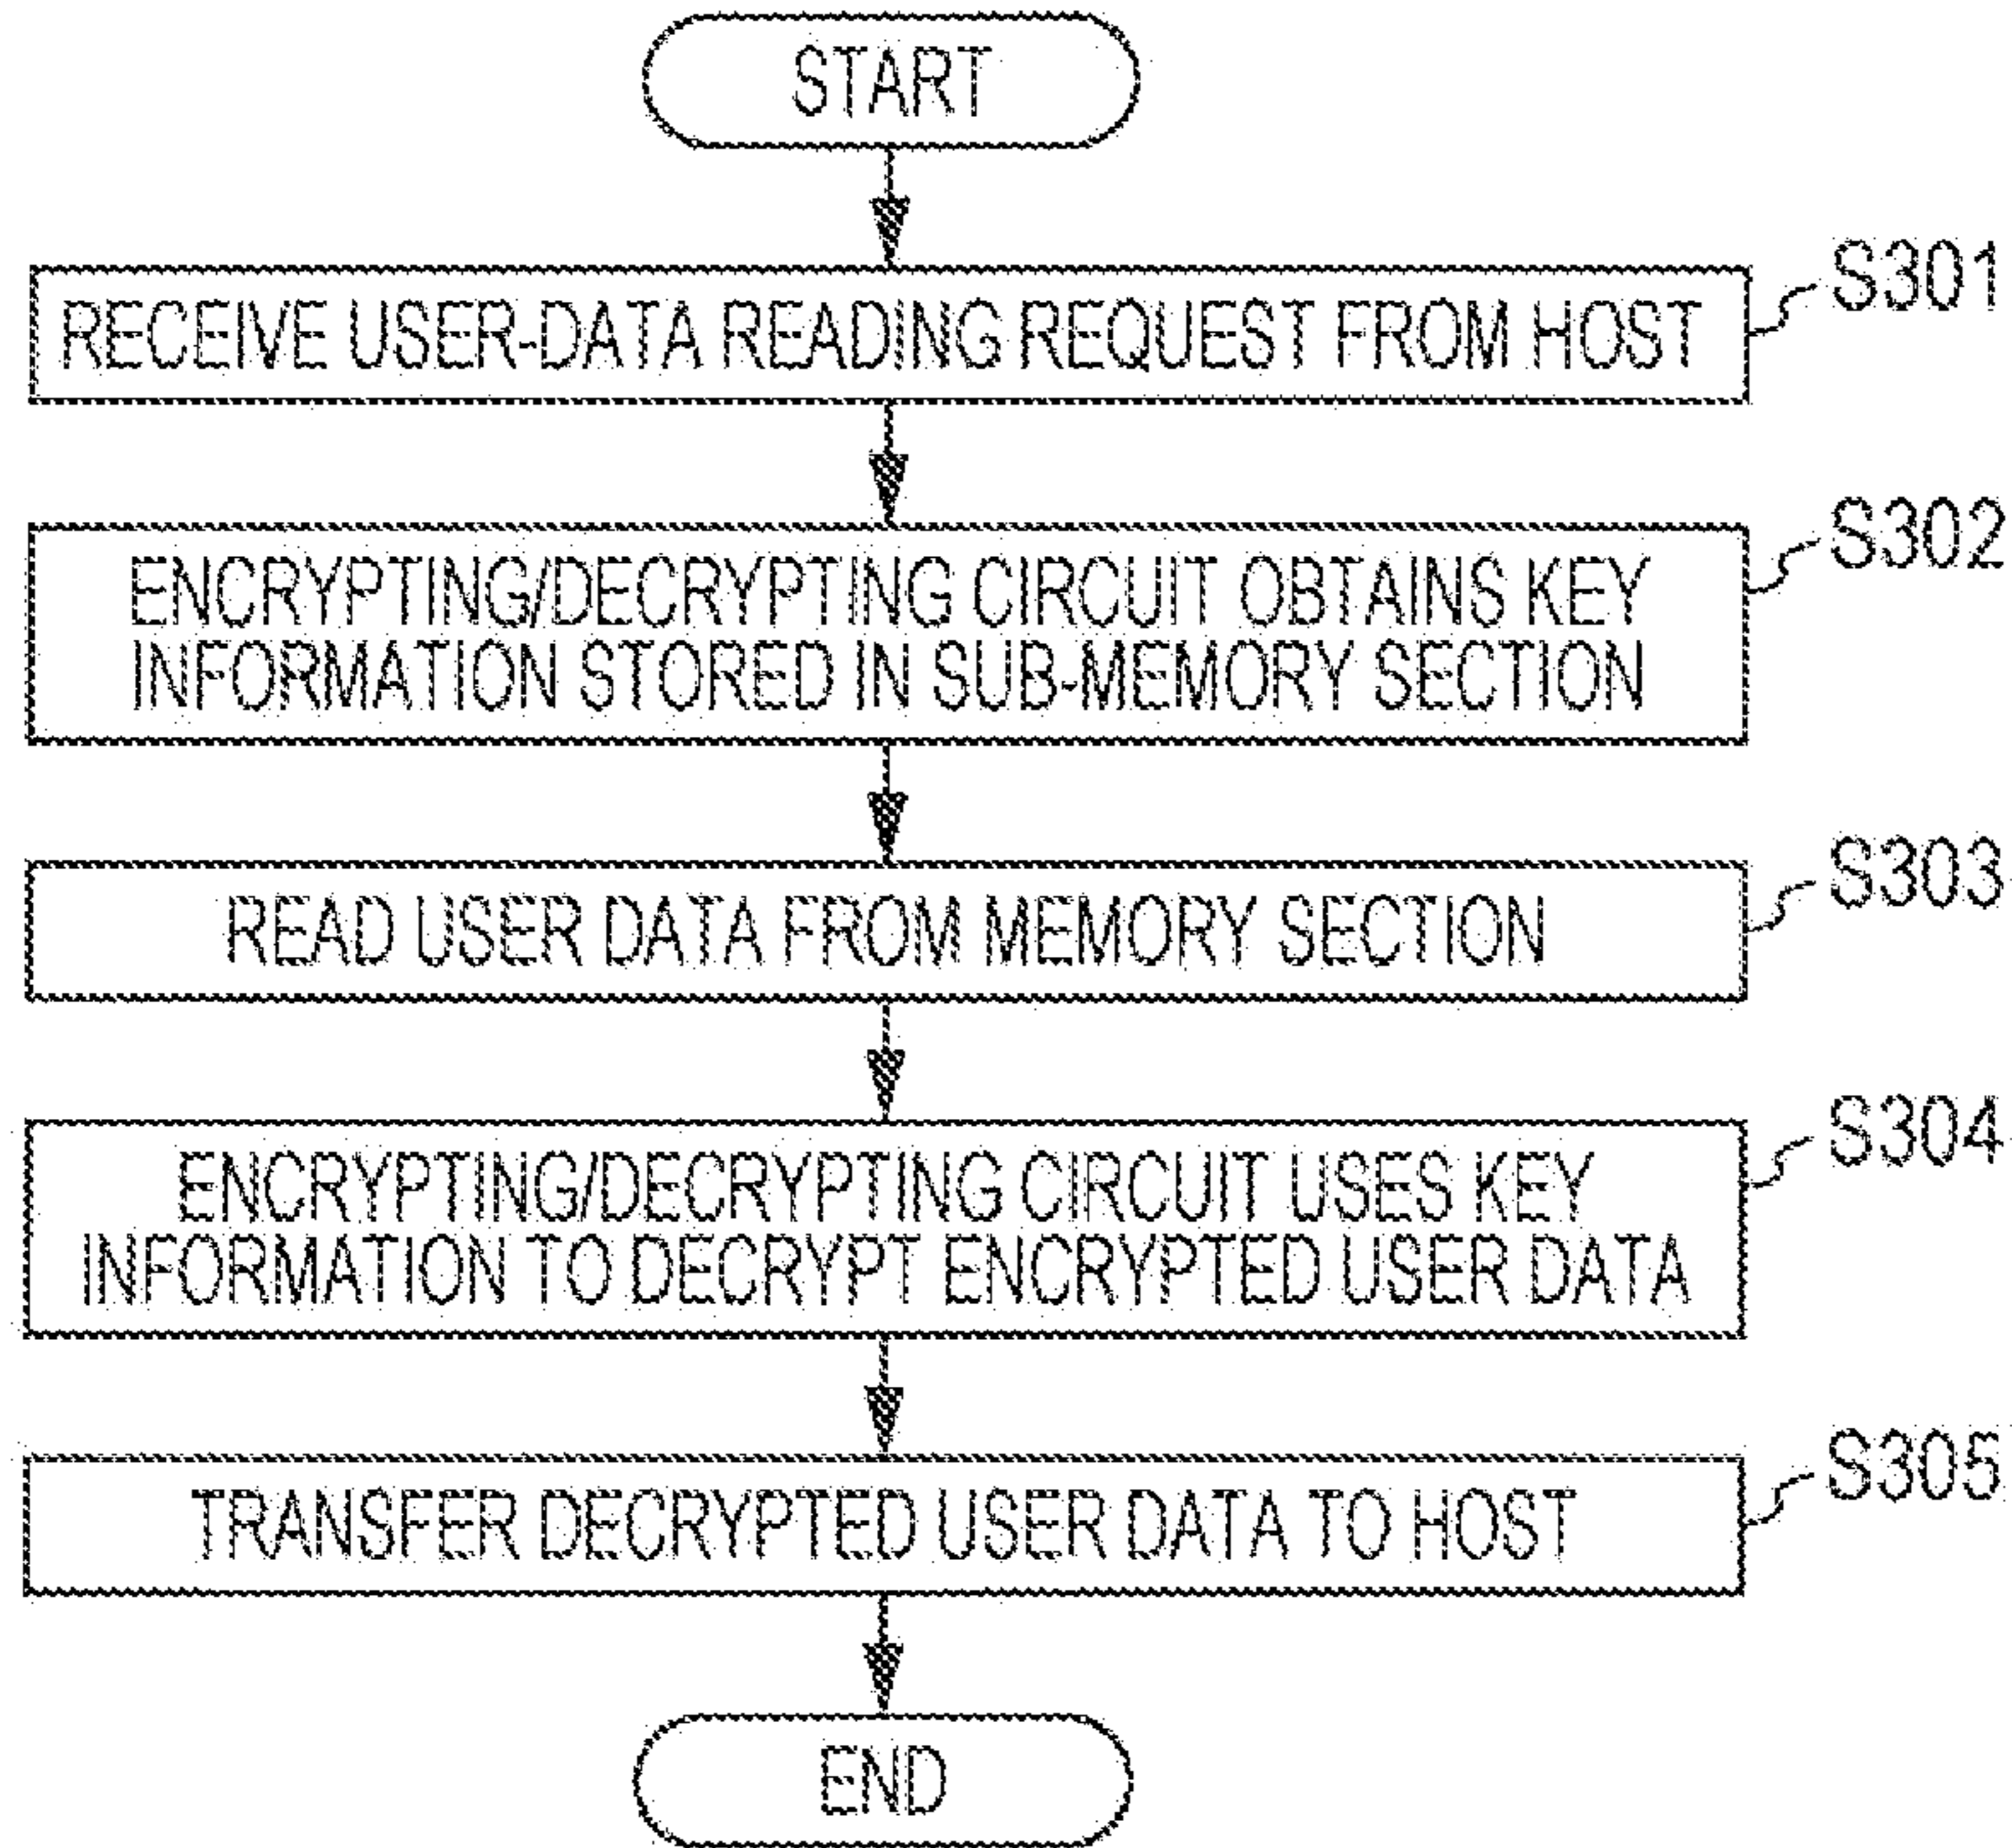 START
RECEIVE USER-DATA READING REQUEST FROM HOST
S301
ENCRYPTING/DECRYPTING CIRCUIT OBTAINS KEY
INFORMATION STORED IN SUB-MEMORY SECTION
S302
READ USER DATA FROM MEMORY SECTION
S303
ENCRYPTING/DECRYPTING CIRCUIT USES KEY
INFORMATION TO DECRYPT ENCRYPTED USER DATA
S304
TRANSFER DECRYPTED USER DATA TO HOST
S305
END